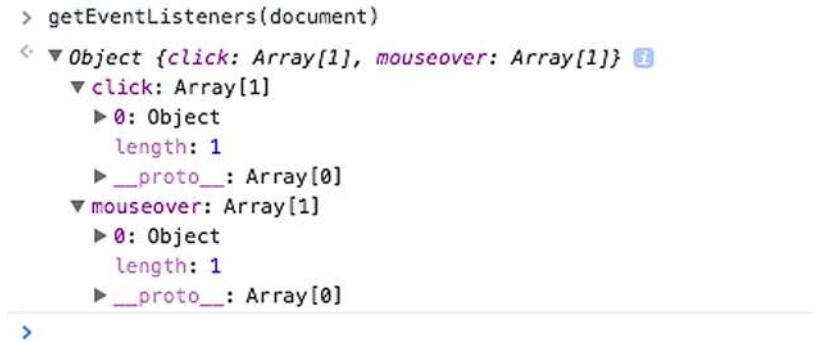 > getEventListeners(document)
<· ▼ Object {click: Array[1], mouseover: Array[1]} i
▼ click: Array[1]
▶ 0: Object
length: 1
▶ __proto__: Array[0]
▼ mouseover: Array[1]
▶ 0: Object
length: 1
▶ __proto__: Array[0]
>